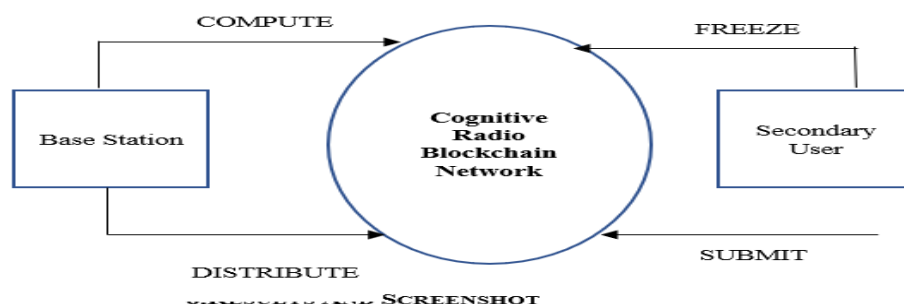 COMPUTE
FREEZE
Base Station
Cognitive
Radio
Blockchain
Network
Secondary
User
SUBMIT
DISTRIBUTE
SCREENSHOT